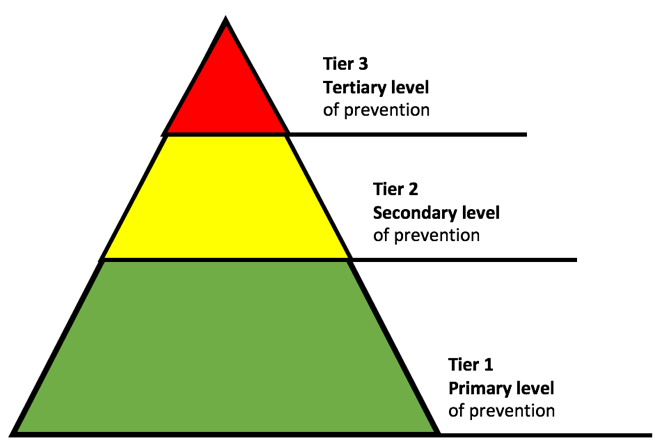 Tier 3
Tertiary level
of prevention
Tier 2
Secondary level
of prevention
Tier 1
Primary level
of prevention